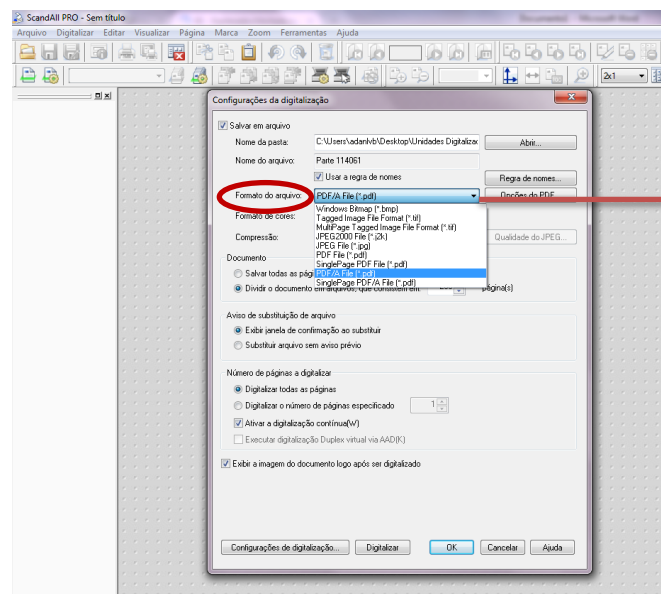 ScandAll PRO - Sem título
Arquivo Digitalizar Editar Visualizar Página Marca Zoom Ferramentas Ajuda
2x1
Configurações da digitalização
Salvar em arquivo
Nome da pasta: C:\Users\adanlvb\Desktop\Unidades Digitalizac Abrir...
Nome do arquivo: Parte 114061
Usar a regra de nomes Regra de nomes...
Formato do arquivo: PDF/A File (*.pdf) Opções do PDF
Formato de cores: Windows Bitmap (*.bmp)
Tagged Image File Format (*.tif)
MultiPage Tagged Image File Format (*.tif)
Compressão: JPEG2000 File (*.j2k) Qualidade do JPEG...
JPEG File (*.jpg)
PDF File (*.pdf)
Documento SinglePage PDF File (*.pdf)
Salvar todas as pág PDF/A File (*.pdf)
SinglePage PDF/A File (*.pdf)
Dividir o documento em arquivos, que consistem em: página(s)
Aviso de substituição de arquivo
Exibir janela de confirmação ao substituir
Substituir arquivo sem aviso prévio
Número de páginas a digitalizar
Digitalizar todas as páginas
Digitalizar o número de páginas especificado 1
Ativar a digitalização contínua(W)
Executar digitalização Duplex virtual via AAD(K)
Exibir a imagem do documento logo após ser digitalizado
Configurações de digitalização... Digitalizar OK Cancelar Ajuda